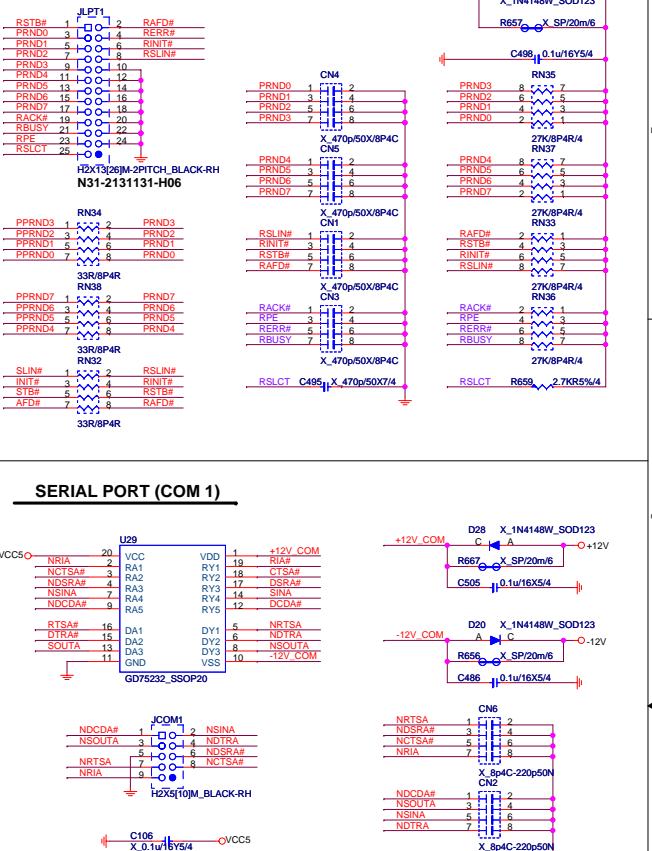 JLPT1
RSTB# 1 2 RAFD#
PRND0 3 4 RERR#
PRND1 5 6 RINIT#
PRND2 7 8 RSLIN#
PRND3 9 10
PRND4 11 12
PRND5 13 14
PRND6 15 16
PRND7 17 18
RACK# 19 20
RBUSY 21 22
RPE 23 24
RSLCT 25
H2X13[26]M-2PITCH_BLACK-RH
N31-2131131-H06
RN34
PPRND3 1 2 PRND3
PPRND2 3 4 PRND2
PPRND1 5 6 PRND1
PPRND0 7 8 PRND0
33R/8P4R
RN38
PPRND7 1 2 PRND7
PPRND6 3 4 PRND6
PPRND5 5 6 PRND5
PPRND4 7 8 PRND4
33R/8P4R
RN32
SLIN# 1 2 RSLIN#
INIT# 3 4 RINIT#
STB# 5 6 RSTB#
AFD# 7 8 RAFD#
33R/8P4R
CN4
PRND0 1 2
PRND1 3 4
PRND2 5 6
PRND3 7 8
X_470p/50X/8P4C
CN5
PRND4 1 2
PRND5 3 4
PRND6 5 6
PRND7 7 8
X_470p/50X/8P4C
CN1
RSLIN# 1 2
RINIT# 3 4
RSTB# 5 6
RAFD# 7 8
X_470p/50X/8P4C
CN3
RACK# 1 2
RPE 3 4
RERR# 5 6
RBUSY 7 8
X_470p/50X/8P4C
RSLCT C495 X_470p/50X7/4
X_1N4148W_SOD123
R657 X_SP/20m/6
C498 0.1u/16Y5/4
RN35
PRND3 8 7
PRND2 6 5
PRND1 4 3
PRND0 2 1
27K/8P4R/4
RN37
PRND4 8 7
PRND5 6 5
PRND6 4 3
PRND7 2 1
27K/8P4R/4
RN33
RAFD# 2 1
RSTB# 4 3
RINIT# 6 5
RSLIN# 8 7
27K/8P4R/4
RN36
RACK# 2 1
RPE 4 3
RERR# 6 5
RBUSY 8 7
27K/8P4R/4
RSLCT R659 2.7KR5%/4
SERIAL PORT (COM 1)
U29
VCC5 20 VCC VDD 1 +12V_COM
NRIA 2 RA1 RY1 19 RIA#
NCTSA# 3 RA2 RY2 18 CTSA#
NDSRA# 4 RA3 RY3 17 DSRA#
NSINA 7 RA4 RY4 14 SINA
NDCDA# 9 RA5 RY5 12 DCDA#
RTSA# 16 DA1 DY1 5 NRTSA
DTRA# 15 DA2 DY2 6 NDTRA
SOUTA 13 DA3 DY3 8 NSOUTA
11 GND VSS 10 -12V_COM
GD75232_SSOP20
JCOM1
NDCDA# 1 2 NSINA
NSOUTA 3 4 NDTRA
5 6 NDSRA#
NRTSA 7 8 NCTSA#
NRIA 9
H2X5[10]M_BLACK-RH
C106
X_0.1u/16Y5/4 VCC5
D28 X_1N4148W_SOD123
+12V_COM C A +12V
R667 X_SP/20m/6
C505 0.1u/16X5/4
D20 X_1N4148W_SOD123
-12V_COM A C -12V
R656 X_SP/20m/6
C486 0.1u/16X5/4
CN6
NRTSA 1 2
NDSRA# 3 4
NCTSA# 5 6
NRIA 7 8
X_8p4C-220p50N
CN2
NDCDA# 1 2
NSOUTA 3 4
NSINA 5 6
NDTRA 7 8
X_8p4C-220p50N